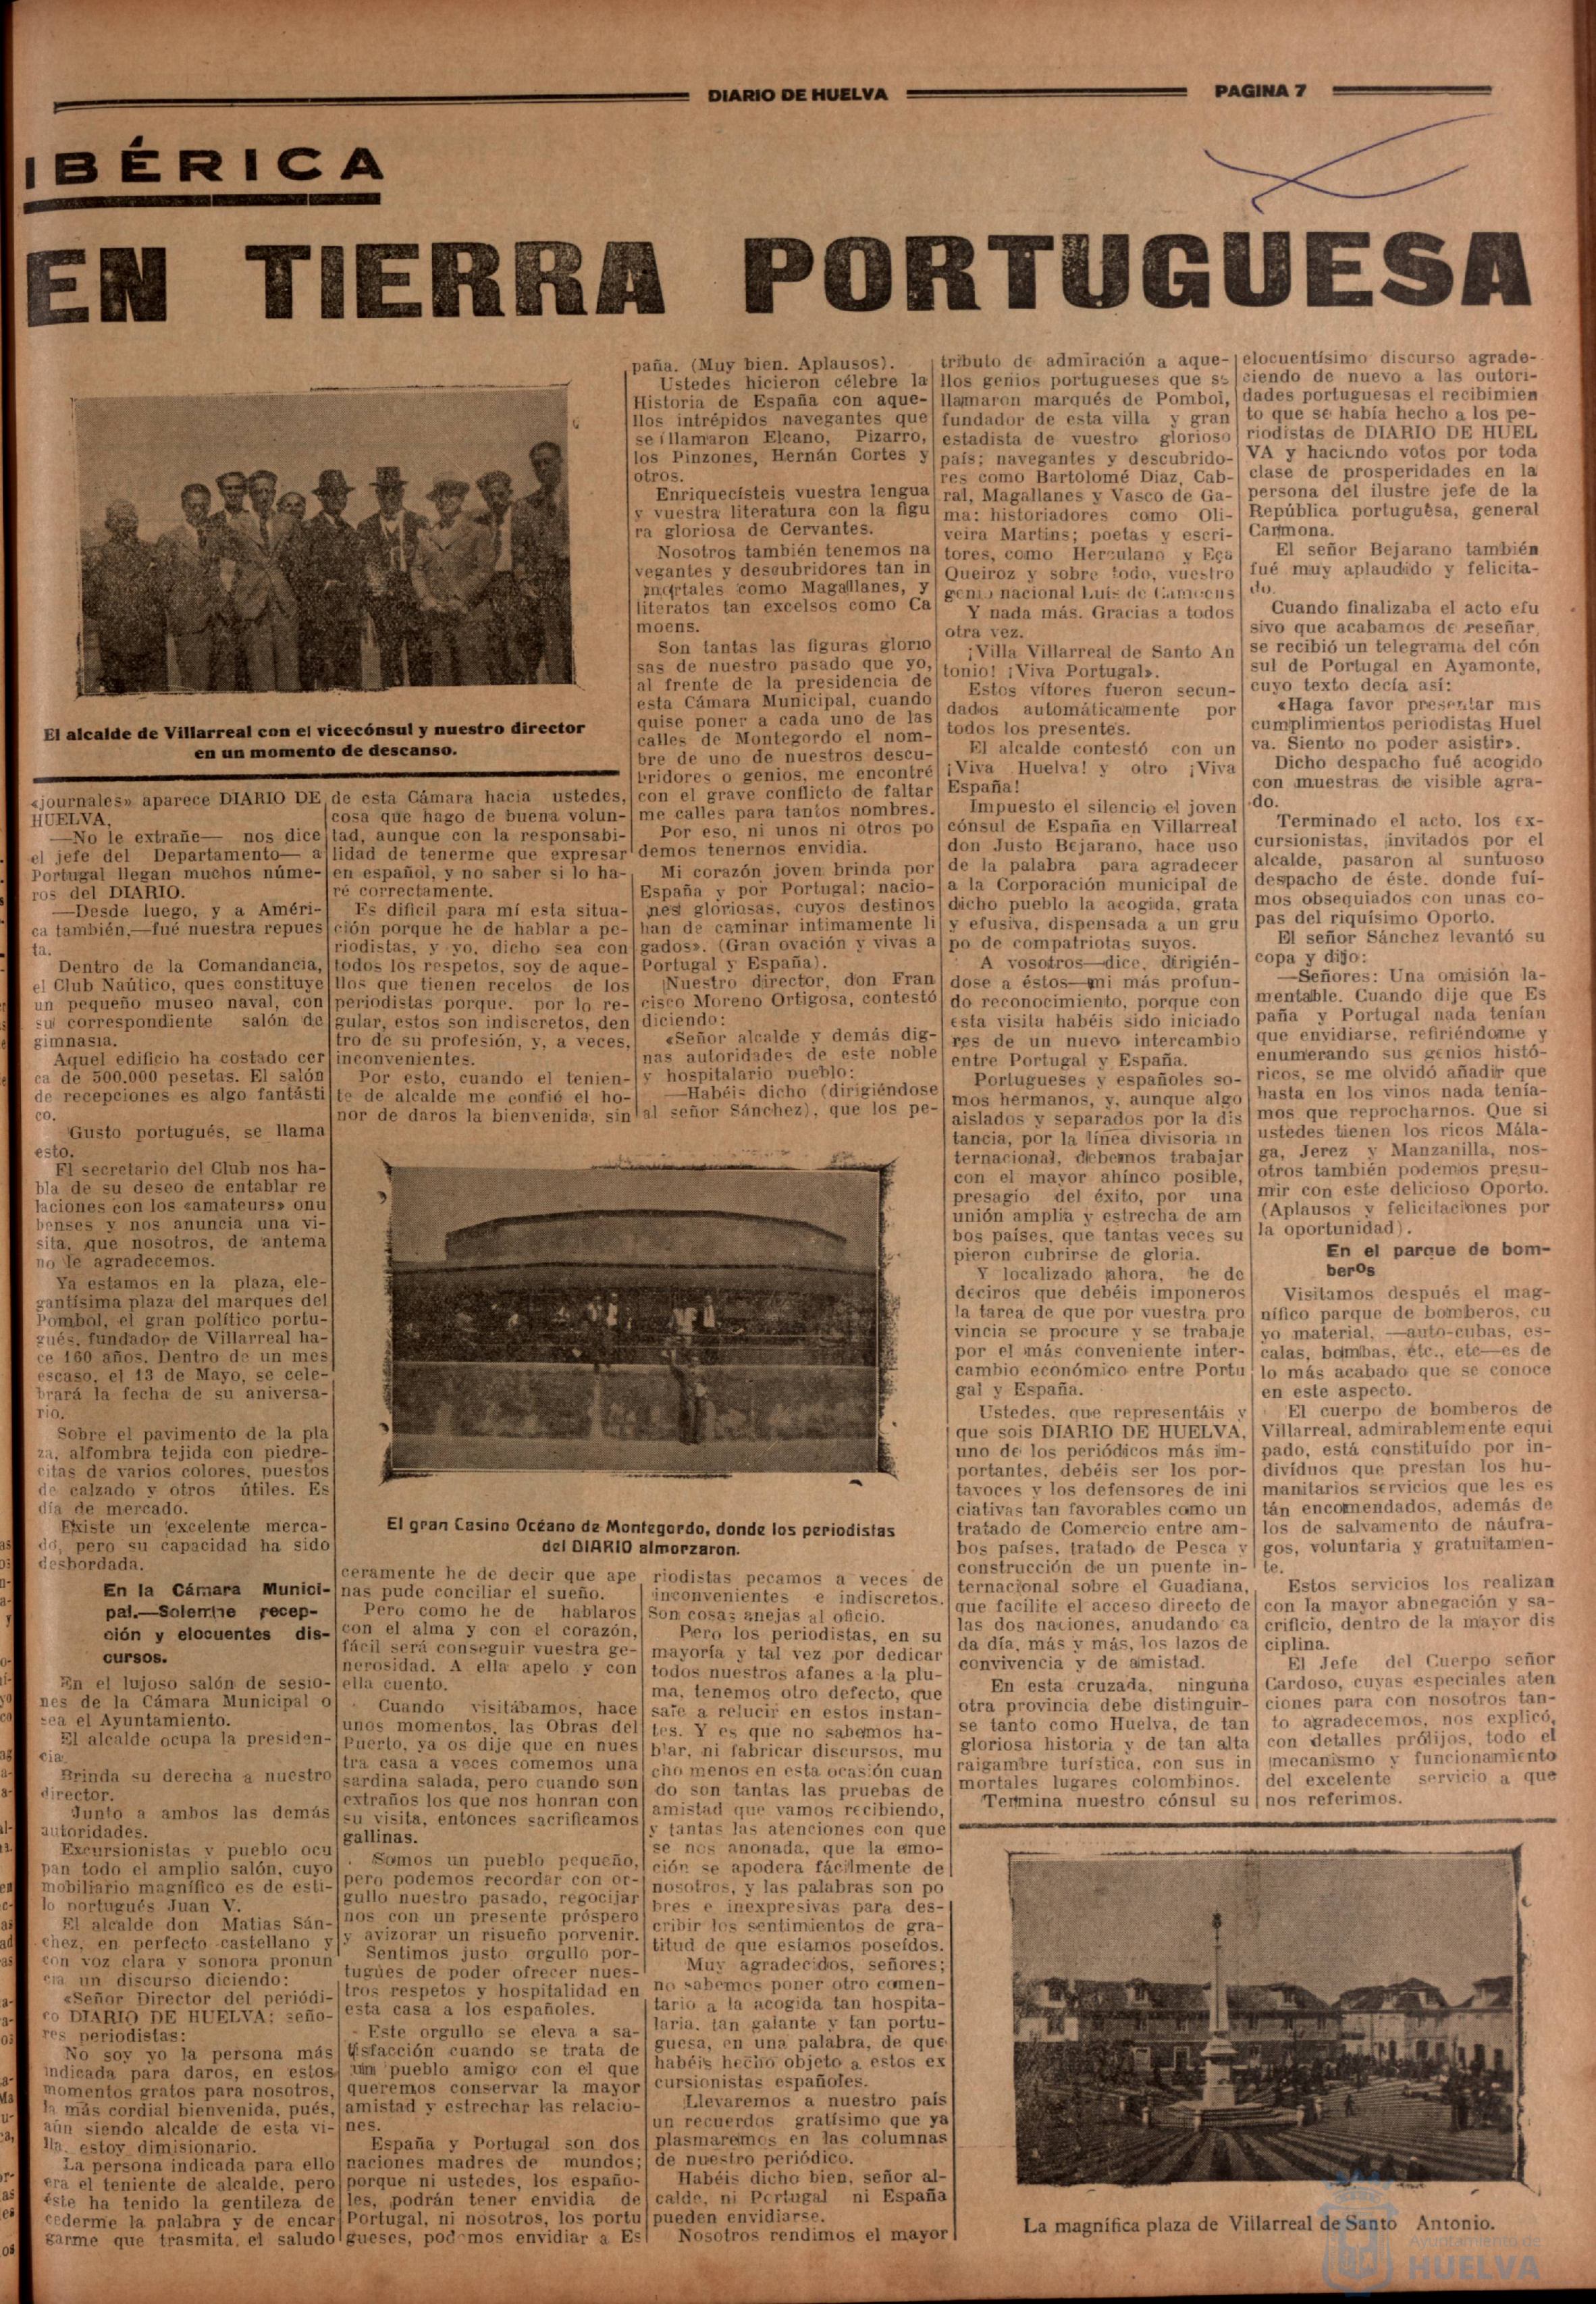 DIARIO DE HUELVA
PAGINA 7
IBÉRICA
EN TIERRA PORTUGUESA
El alcalde de Villarreal con el vicecónsul y nuestro director
en un momento de descanso.
«journales» aparece DIARIO DE
HUELVA,
—No le extrañe— nos dice
el jefe del Departamento— a
Portugal llegan muchos núme-
ros del DIARIO.
—Desde luego, y a Améri-
ca también,—fué nuestra repues
ta.
Dentro de la Comandancia,
el Club Naútico, ques constituye
un pequeño museo naval, con
su correspondiente salón de
gimnasia.
Aquel edificio ha costado cer
ca de 500.000 pesetas. El salón
de recepciones es algo fantásti
co.
Gusto portugués, se llama
esto.
El secretario del Club nos ha-
bla de su deseo de entablar re
laciones con los «amateurs» onu
benses y nos anuncia una vi-
sita, que nosotros, de antema
no le agradecemos.
Ya estamos en la plaza, ele-
gantísima plaza del marques del
Pombol, el gran político portu-
gués, fundador de Villarreal ha-
ce 160 años. Dentro de un mes
escaso, el 13 de Mayo, se cele-
brará la fecha de su aniversa-
rio.
Sobre el pavimento de la pla
za, alfombra tejida con piedre-
citas de varios colores, puestos
de calzado y otros útiles. Es
día de mercado.
Existe un excelente merca-
do, pero su capacidad ha sido
desbordada.
En la Cámara Munici-
pal.—Solemne recep-
ción y elocuentes dis-
cursos.
En el lujoso salón de sesio-
nes de la Cámara Municipal o
sea el Ayuntamiento.
El alcalde ocupa la presiden-
cia.
Brinda su derecha a nuestro
director.
Junto a ambos las demás
autoridades.
Excursionistas y pueblo ocu
pan todo el amplio salón, cuyo
mobiliario magnífico es de esti-
lo portugués Juan V.
El alcalde don Matias Sán-
chez, en perfecto castellano y
con voz clara y sonora pronun
cia un discurso diciendo:
«Señor Director del periódi-
co DIARIO DE HUELVA; seño-
res periodistas:
No soy yo la persona más
indicada para daros, en estos
momentos gratos para nosotros,
la más cordial bienvenida, pués,
aún siendo alcalde de esta vi-
lla, estoy dimisionario.
La persona indicada para ello
era el teniente de alcalde, pero
éste ha tenido la gentileza de
cederme la palabra y de encar
garme que trasmita, el saludo
de esta Cámara hacia ustedes,
cosa que hago de buena volun-
tad, aunque con la responsabi-
lidad de tenerme que expresar
en español, y no saber si lo ha-
ré correctamente.
Es dificil para mí esta situa-
ción porque he de hablar a pe-
riodistas, y yo, dicho sea con
todos los respetos, soy de aque-
llos que tienen recelos de los
periodistas porque, por lo re-
gular, estos son indiscretos, den
tro de su profesión, y, a veces,
inconvenientes.
Por esto, cuando el tenien-
te de alcalde me confié el ho-
nor de daros la bienvenida, sin
El gran Casino Océano de Montegordo, donde los periodistas
del DIARIO almorzaron.
ceramente he de decir que ape
nas pude conciliar el sueño.
Pero como he de hablaros
con el alma y con el corazón,
fácil será conseguir vuestra ge-
nerosidad. A ella apelo y con
ella cuento.
Cuando visitábamos, hace
unos momentos, las Obras del
Puerto, ya os dije que en nues
tra casa a veces comemos una
sardina salada, pero cuando son
extraños los que nos honran con
su visita, entonces sacrificamos
gallinas.
Somos un pueblo pequeño,
pero podemos recordar con or-
gullo nuestro pasado, regocijar
nos con un presente próspero
y avizorar un risueño porvenir.
Sentimos justo orgullo por-
tugües de poder ofrecer nues-
tros respetos y hospitalidad en
esta casa a los españoles.
Este orgullo se eleva a sa-
tisfacción cuando se trata de
un pueblo amigo con el que
queremos conservar la mayor
amistad y estrechar las relacio-
nes.
España y Portugal son dos
naciones madres de mundos;
porque ni ustedes, los españo-
les, podrán tener envidia de
Portugal, ni nosotros, los portu
gueses, podemos envidiar a Es
paña. (Muy bien. Aplausos).
Ustedes hicieron célebre la
Historia de España con aque-
llos intrépidos navegantes que
se llamaron Elcano, Pizarro,
los Pinzones, Hernán Cortes y
otros.
Enriquecísteis vuestra lengua
y vuestra literatura con la figu
ra gloriosa de Cervantes.
Nosotros también tenemos na
vegantes y descubridores tan in
mortales como Magallanes, y
literatos tan excelsos como Ca
moens.
Son tantas las figuras glorio
sas de nuestro pasado que yo,
al frente de la presidencia de
esta Cámara Municipal, cuando
quise poner a cada uno de las
calles de Montegordo el nom-
bre de uno de nuestros descu-
bridores o genios, me encontré
con el grave conflicto de faltar
me calles para tantos nombres.
Por eso, ni unos ni otros po
demos tenernos envidia.
Mi corazón joven brinda por
España y por Portugal; nacio-
nes gloriosas, cuyos destinos
han de caminar intimamente li
gados». (Gran ovación y vivas a
Portugal y España).
Nuestro director, don Fran
cisco Moreno Ortigosa, contestó
diciendo:
«Señor alcalde y demás dig-
nas autoridades de este noble
y hospitalario pueblo:
—Habéis dicho (dirigiéndose
al señor Sánchez), que los pe-
riodistas pecamos a veces de
inconvenientes e indiscretos.
Son cosas anejas al oficio.
Pero los periodistas, en su
mayoría y tal vez por dedicar
todos nuestros afanes a la plu-
ma, tenemos otro defecto, que
sale a relucir en estos instan-
tes. Y es que no sabemos ha-
blar, ni fabricar discursos, mu
cho menos en esta ocasión cuan
do son tantas las pruebas de
amistad que vamos recibiendo,
y tantas las atenciones con que
se nos anonada, que la emo-
ción se apodera fácilmente de
nosotros, y las palabras son po
bres e inexpresivas para des-
cribir los sentimientos de gra-
titud de que estamos poseídos.
Muy agradecidos, señores;
no sabemos poner otro comen-
tario a la acogida tan hospita-
laria, tan galante y tan portu-
guesa, en una palabra, de que
habéis hecho objeto a estos ex
cursionistas españoles.
Llevaremos a nuestro país
un recuerdos gratísimo que ya
plasmaremos en las columnas
de nuestro periódico.
Habéis dicho bien, señor al-
calde, ni Portugal ni España
pueden envidiarse.
Nosotros rendimos el mayor
tributo de admiración a aque-
llos genios portugueses que se
llamaron marqués de Pombol,
fundador de esta villa y gran
estadista de vuestro glorioso
país; navegantes y descubrido-
res como Bartolomé Diaz, Cab-
ral, Magallanes y Vasco de Ga-
ma: historiadores como Oli-
veira Martins; poetas y escri-
tores, como Herculano y Eça
Queiroz y sobre todo, vuestro
genio nacional Luis de Camoens
Y nada más. Gracias a todos
otra vez.
¡Villa Villarreal de Santo An
tonio! ¡Viva Portugal».
Estos vítores fueron secun-
dados automáticamente por
todos los presentes.
El alcalde contestó con un
¡Viva Huelva! y otro ¡Viva
España!
Impuesto el silencio el joven
cónsul de España en Villarreal
don Justo Bejarano, hace uso
de la palabra para agradecer
a la Corporación municipal de
dicho pueblo la acogida, grata
y efusiva, dispensada a un gru
po de compatriotas suyos.
A vosotros—dice, dirigién-
dose a éstos—mi más profun-
do reconocimiento, porque con
esta visita habéis sido iniciado
res de un nuevo intercambio
entre Portugal y España.
Portugueses y españoles so-
mos hermanos, y, aunque algo
aislados y separados por la dis
tancia, por la línea divisoria in
ternacional, debemos trabajar
con el mayor ahínco posible,
presagio del éxito, por una
unión amplia y estrecha de am
bos países, que tantas veces su
pieron cubrirse de gloria.
Y localizado ahora, he de
deciros que debéis imponeros
la tarea de que por vuestra pro
vincia se procure y se trabaje
por el más conveniente inter-
cambio económico entre Portu
gal y España.
Ustedes, que representáis y
que sois DIARIO DE HUELVA,
uno de los periódicos más im-
portantes, debéis ser los por-
tavoces y los defensores de ini
ciativas tan favorables como un
tratado de Comercio entre am-
bos países, tratado de Pesca y
construcción de un puente in-
ternacional sobre el Guadiana,
que facílite el acceso directo de
las dos naciones, anudando ca
da día, más y más, los lazos de
convivencia y de amistad.
En esta cruzada, ninguna
otra provincia debe distinguir-
se tanto como Huelva, de tan
gloriosa historia y de tan alta
raigambre turística, con sus in
mortales lugares colombinos.
Termina nuestro cónsul su
elocuentísimo discurso agrade-
ciendo de nuevo a las outori-
dades portuguesas el recibimien
to que se había hecho a los pe-
riodistas de DIARIO DE HUEL
VA y haciendo votos por toda
clase de prosperidades en la
persona del ilustre jefe de la
República portuguesa, general
Carmona.
El señor Bejarano también
fué muy aplaudido y felicita-
do.
Cuando finalizaba el acto efu
sivo que acabamos de reseñar,
se recibió un telegrama del cón
sul de Portugal en Ayamonte,
cuyo texto decía así:
«Haga favor presentar mis
cumplimientos periodistas Huel
va. Siento no poder asistir».
Dicho despacho fué acogido
con muestras de visible agra-
do.
Terminado el acto, los ex-
cursionistas, invitados por el
alcalde, pasaron al suntuoso
despacho de éste, donde fuí-
mos obsequiados con unas co-
pas del riquísimo Oporto.
El señor Sánchez levantó su
copa y dijo:
—Señores: Una omisión la-
mentable. Cuando dije que Es
paña y Portugal nada tenían
que envidiarse, refiriéndome y
enumerando sus genios histó-
ricos, se me olvidó añadir que
hasta en los vinos nada tenía-
mos que reprocharnos. Que si
ustedes tienen los ricos Mála-
ga, Jerez y Manzanilla, nos-
otros también podemos presu-
mir con este delicioso Oporto.
(Aplausos y felicitaciones por
la oportunidad).
En el parque de bom-
beros
Visitamos después el mag-
nífico parque de bomberos, cu
yo material, —auto-cubas, es-
calas, bombas, etc., etc—es de
lo más acabado que se conoce
en este aspecto.
El cuerpo de bomberos de
Villarreal, admirablemente equi
pado, está constituído por in-
divíduos que prestan los hu-
manitarios servicios que les es
tán encomendados, además de
los de salvamento de náufra-
gos, voluntaria y gratuitamen-
te.
Estos servicios los realizan
con la mayor abnegación y sa-
crificio, dentro de la mayor dis
ciplina.
El Jefe del Cuerpo señor
Cardoso, cuyas especiales aten
ciones para con nosotros tan-
to agradecemos, nos explicó,
con detalles prólijos, todo el
mecanismo y funcionamiento
del excelente servicio a que
nos referimos.
La magnífica plaza de Villarreal de Santo Antonio.
Ayuntamiento de
HUELVA